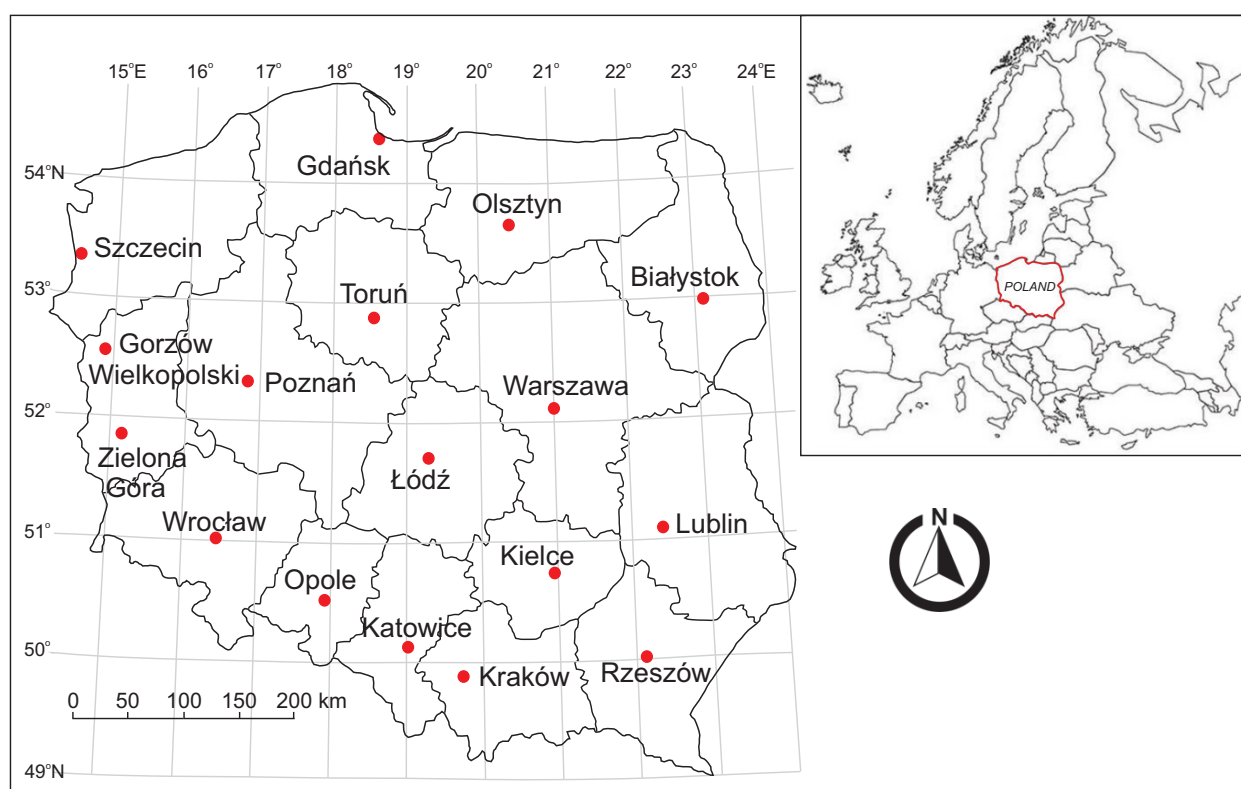 15°E 16° 17° 18° 19° 20° 21° 22° 23° 24°E
54°N
53°
52°
51°
50°
49°N
Gdańsk
Olsztyn
Szczecin
Białystok
Toruń
Gorzów
Wielkopolski
Poznań
Warszawa
Zielona
Góra
Łódź
Wrocław
Lublin
Kielce
Opole
Katowice
Kraków
Rzeszów
0 50 100 150 200 km
POLAND
N